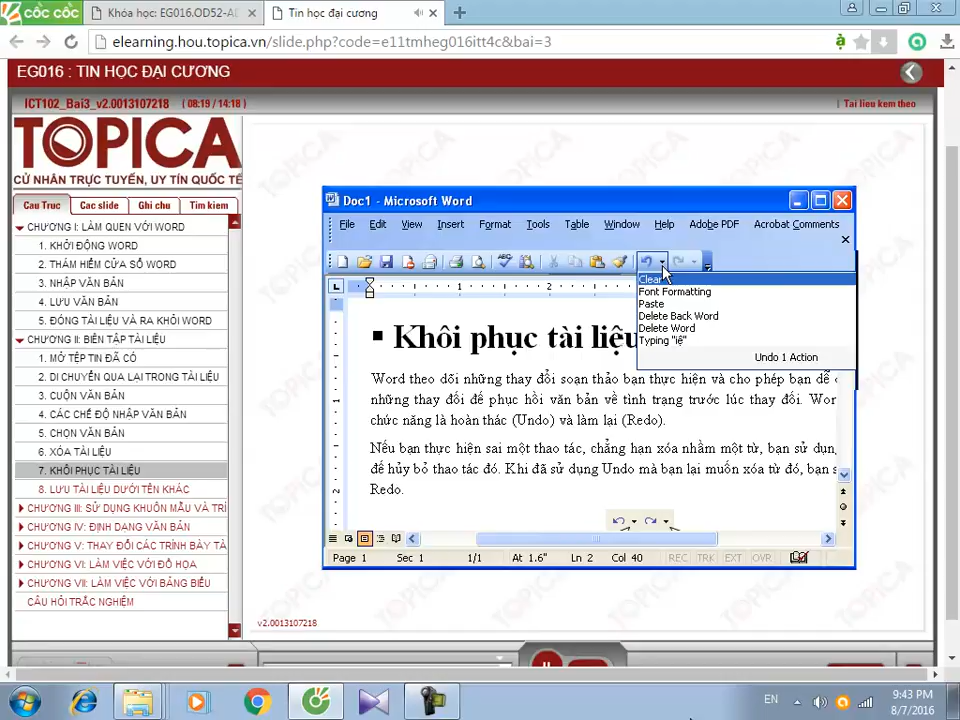 CỐC CỐC
Khóa học: EG016.OD52-AD
Tin học đại cương
elearning.hou.topica.vn/slide.php?code=e11tmheg016itt4c&bai=3
EG016 : TIN HỌC ĐẠI CƯƠNG
ICT102_Bai3_v2.0013107218 ( 08:19 / 14:18 )
Tai lieu kem theo
TOPICA
CỬ NHÂN TRỰC TUYẾN, UY TÍN QUỐC TẾ
Cau Truc Cac slide Ghi chu Tim kiem
CHƯƠNG I: LÀM QUEN VỚI WORD
1. KHỞI ĐỘNG WORD
2. THÁM HIỂM CỬA SỔ WORD
3. NHẬP VĂN BẢN
4. LƯU VĂN BẢN
5. ĐÓNG TÀI LIỆU VÀ RA KHỎI WORD
CHƯƠNG II: BIÊN TẬP TÀI LIỆU
1. MỞ TỆP TIN ĐÃ CÓ
2. DI CHUYỂN QUA LẠI TRONG TÀI LIỆU
3. CUỘN VĂN BẢN
4. CÁC CHẾ ĐỘ NHẬP VĂN BẢN
5. CHỌN VĂN BẢN
6. XÓA TÀI LIỆU
7. KHÔI PHỤC TÀI LIỆU
8. LƯU TÀI LIỆU DƯỚI TÊN KHÁC
CHƯƠNG III: SỬ DỤNG KHUÔN MẪU VÀ TRÌ
CHƯƠNG IV: ĐỊNH DẠNG VĂN BẢN
CHƯƠNG V: THAY ĐỔI CÁC TRÌNH BÀY TÀ
CHƯƠNG VI: LÀM VIỆC VỚI ĐỒ HỌA
CHƯƠNG VII: LÀM VIỆC VỚI BẢNG BIỂU
CÂU HỎI TRẮC NGHIỆM
Doc1 - Microsoft Word
File Edit View Insert Format Tools Table Window Help Adobe PDF Acrobat Comments
Clear
Font Formatting
Paste
Delete Back Word
Delete Word
Typing "iệ"
Undo 1 Action
1 2
Khôi phục tài liệu
Word theo dõi những thay đổi soạn thảo bạn thực hiện và cho phép bạn dễ
những thay đổi để phục hồi văn bản về tình trạng trước lúc thay đổi. Wor
chức năng là hoàn thác (Undo) và làm lại (Redo).
Nếu bạn thực hiện sai một thao tác, chẳng hạn xóa nhầm một từ, bạn sử dụn
để hủy bỏ thao tác đó. Khi đã sử dụng Undo mà bạn lại muốn xóa từ đó, bạn s
Redo.
Page 1 Sec 1 1/1 At 1.6" Ln 2 Col 40 REC TRK EXT OVR
v2.0013107218
EN
9:43 PM
8/7/2016